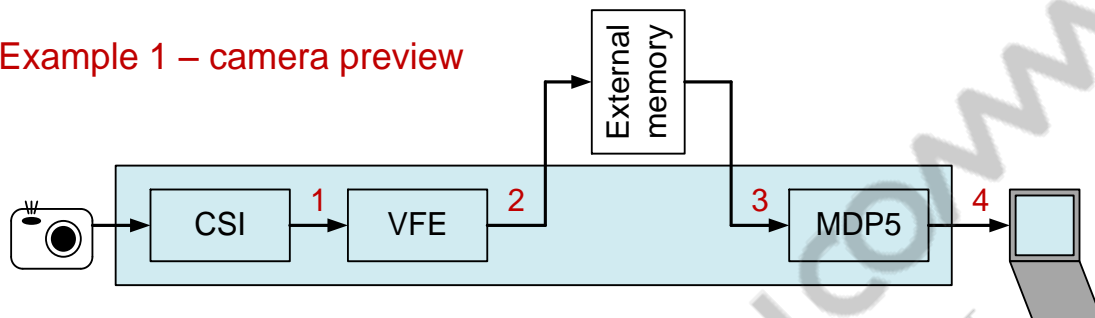 Example 1 – camera preview
External
memory
CSI
1
VFE
2
3
MDP5
4